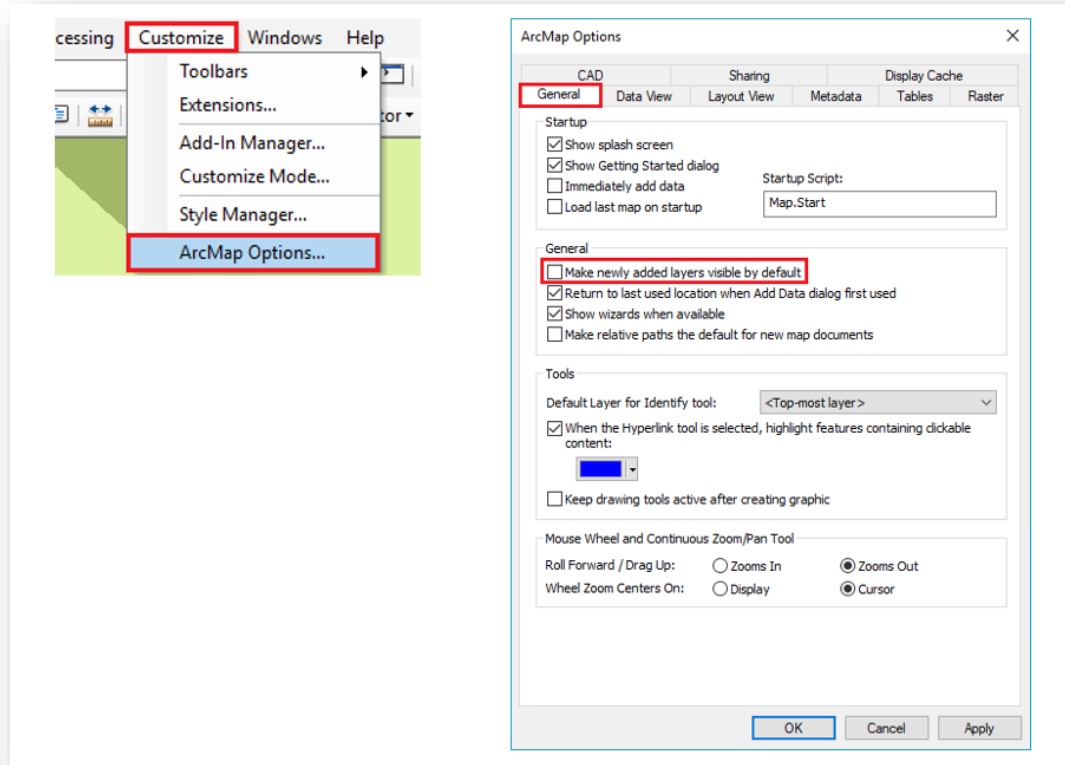 cessing Customize Windows Help
Toolbars
Extensions...
tor
Add-In Manager...
Customize Mode...
Style Manager...
ArcMap Options...
ArcMap Options
CAD Sharing Display Cache
General Data View Layout View Metadata Tables Raster
Startup
Show splash screen
Show Getting Started dialog
Immediately add data
Startup Script:
Load last map on startup
Map.Start
General
Make newly added layers visible by default
Return to last used location when Add Data dialog first used
Show wizards when available
Make relative paths the default for new map documents
Tools
Default Layer for Identify tool: <Top-most layer>
When the Hyperlink tool is selected, highlight features containing clickable
content:
Keep drawing tools active after creating graphic
Mouse Wheel and Continuous Zoom/Pan Tool
Roll Forward / Drag Up: Zooms In Zooms Out
Wheel Zoom Centers On: Display Cursor
OK Cancel Apply